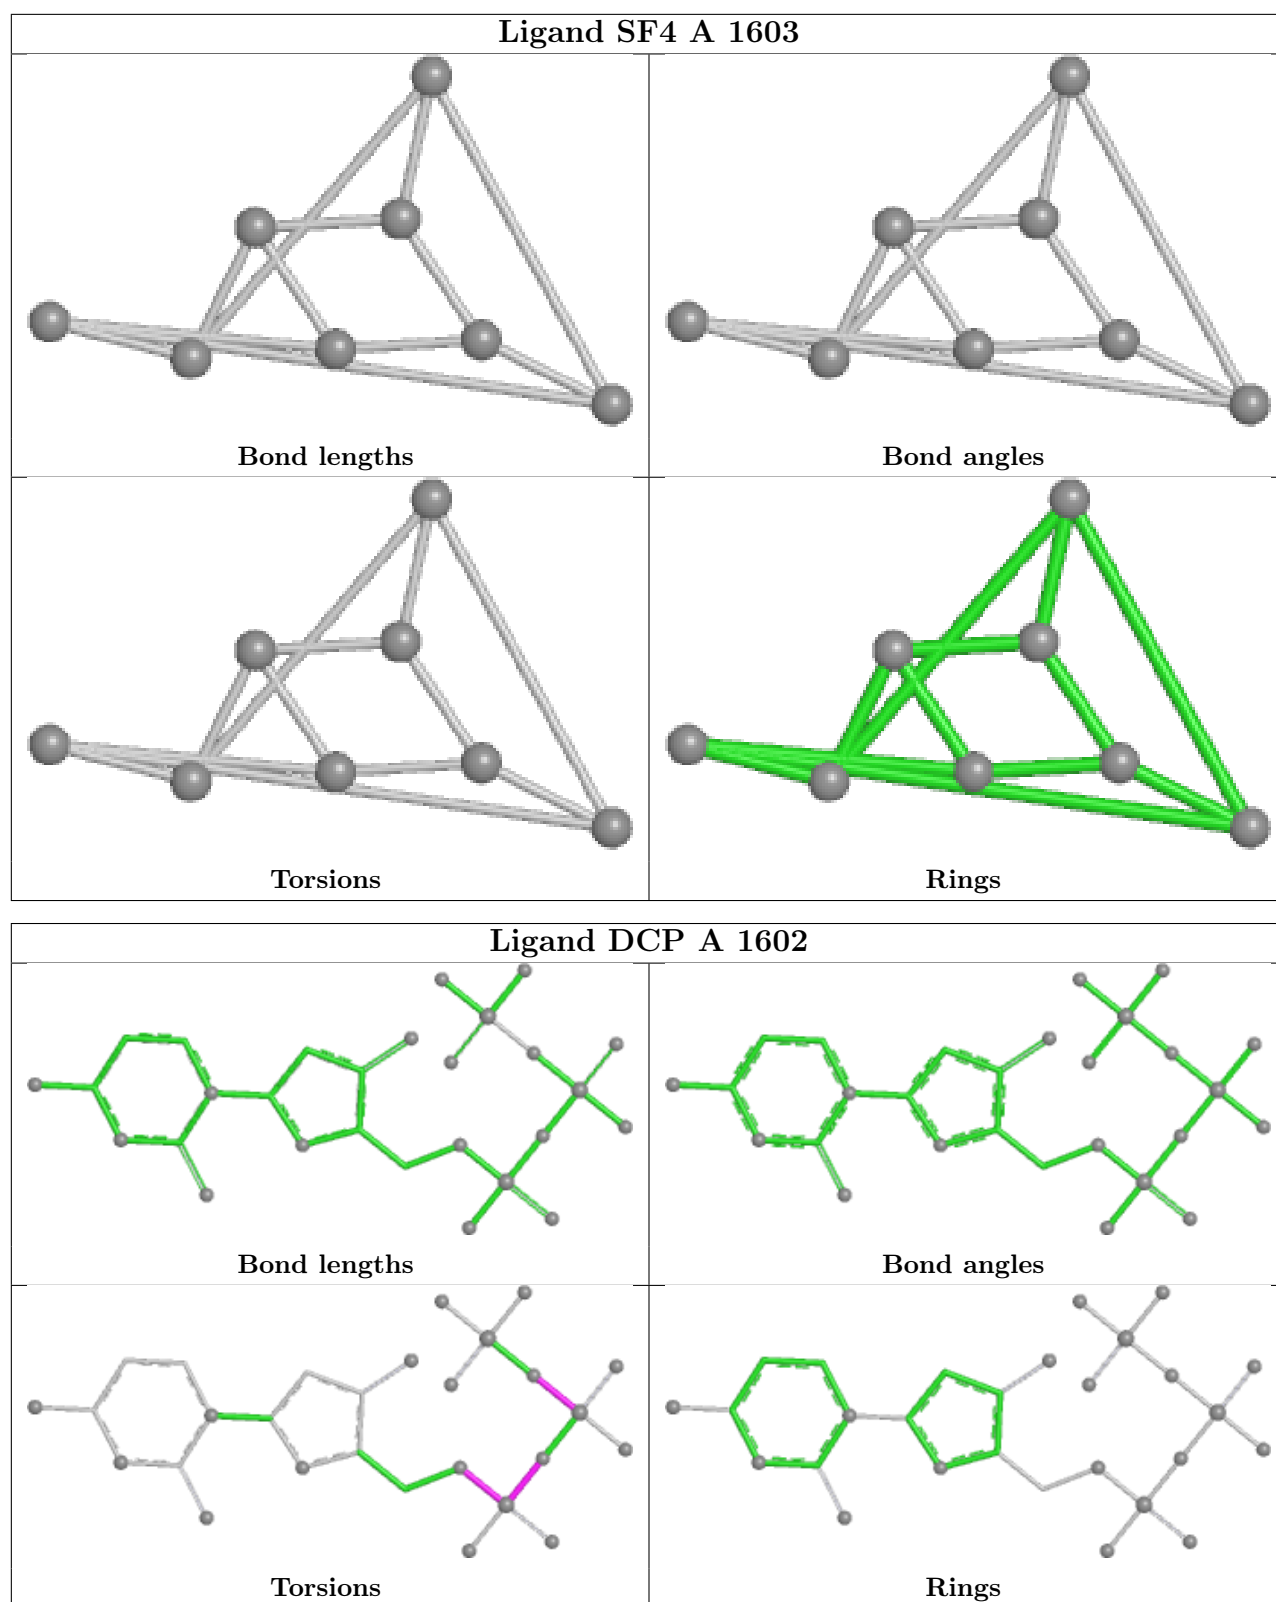 Ligand SF4 A 1603
Bond lengths
Bond angles
Torsions
Rings
Ligand DCP A 1602
Bond lengths
Bond angles
Torsions
Rings